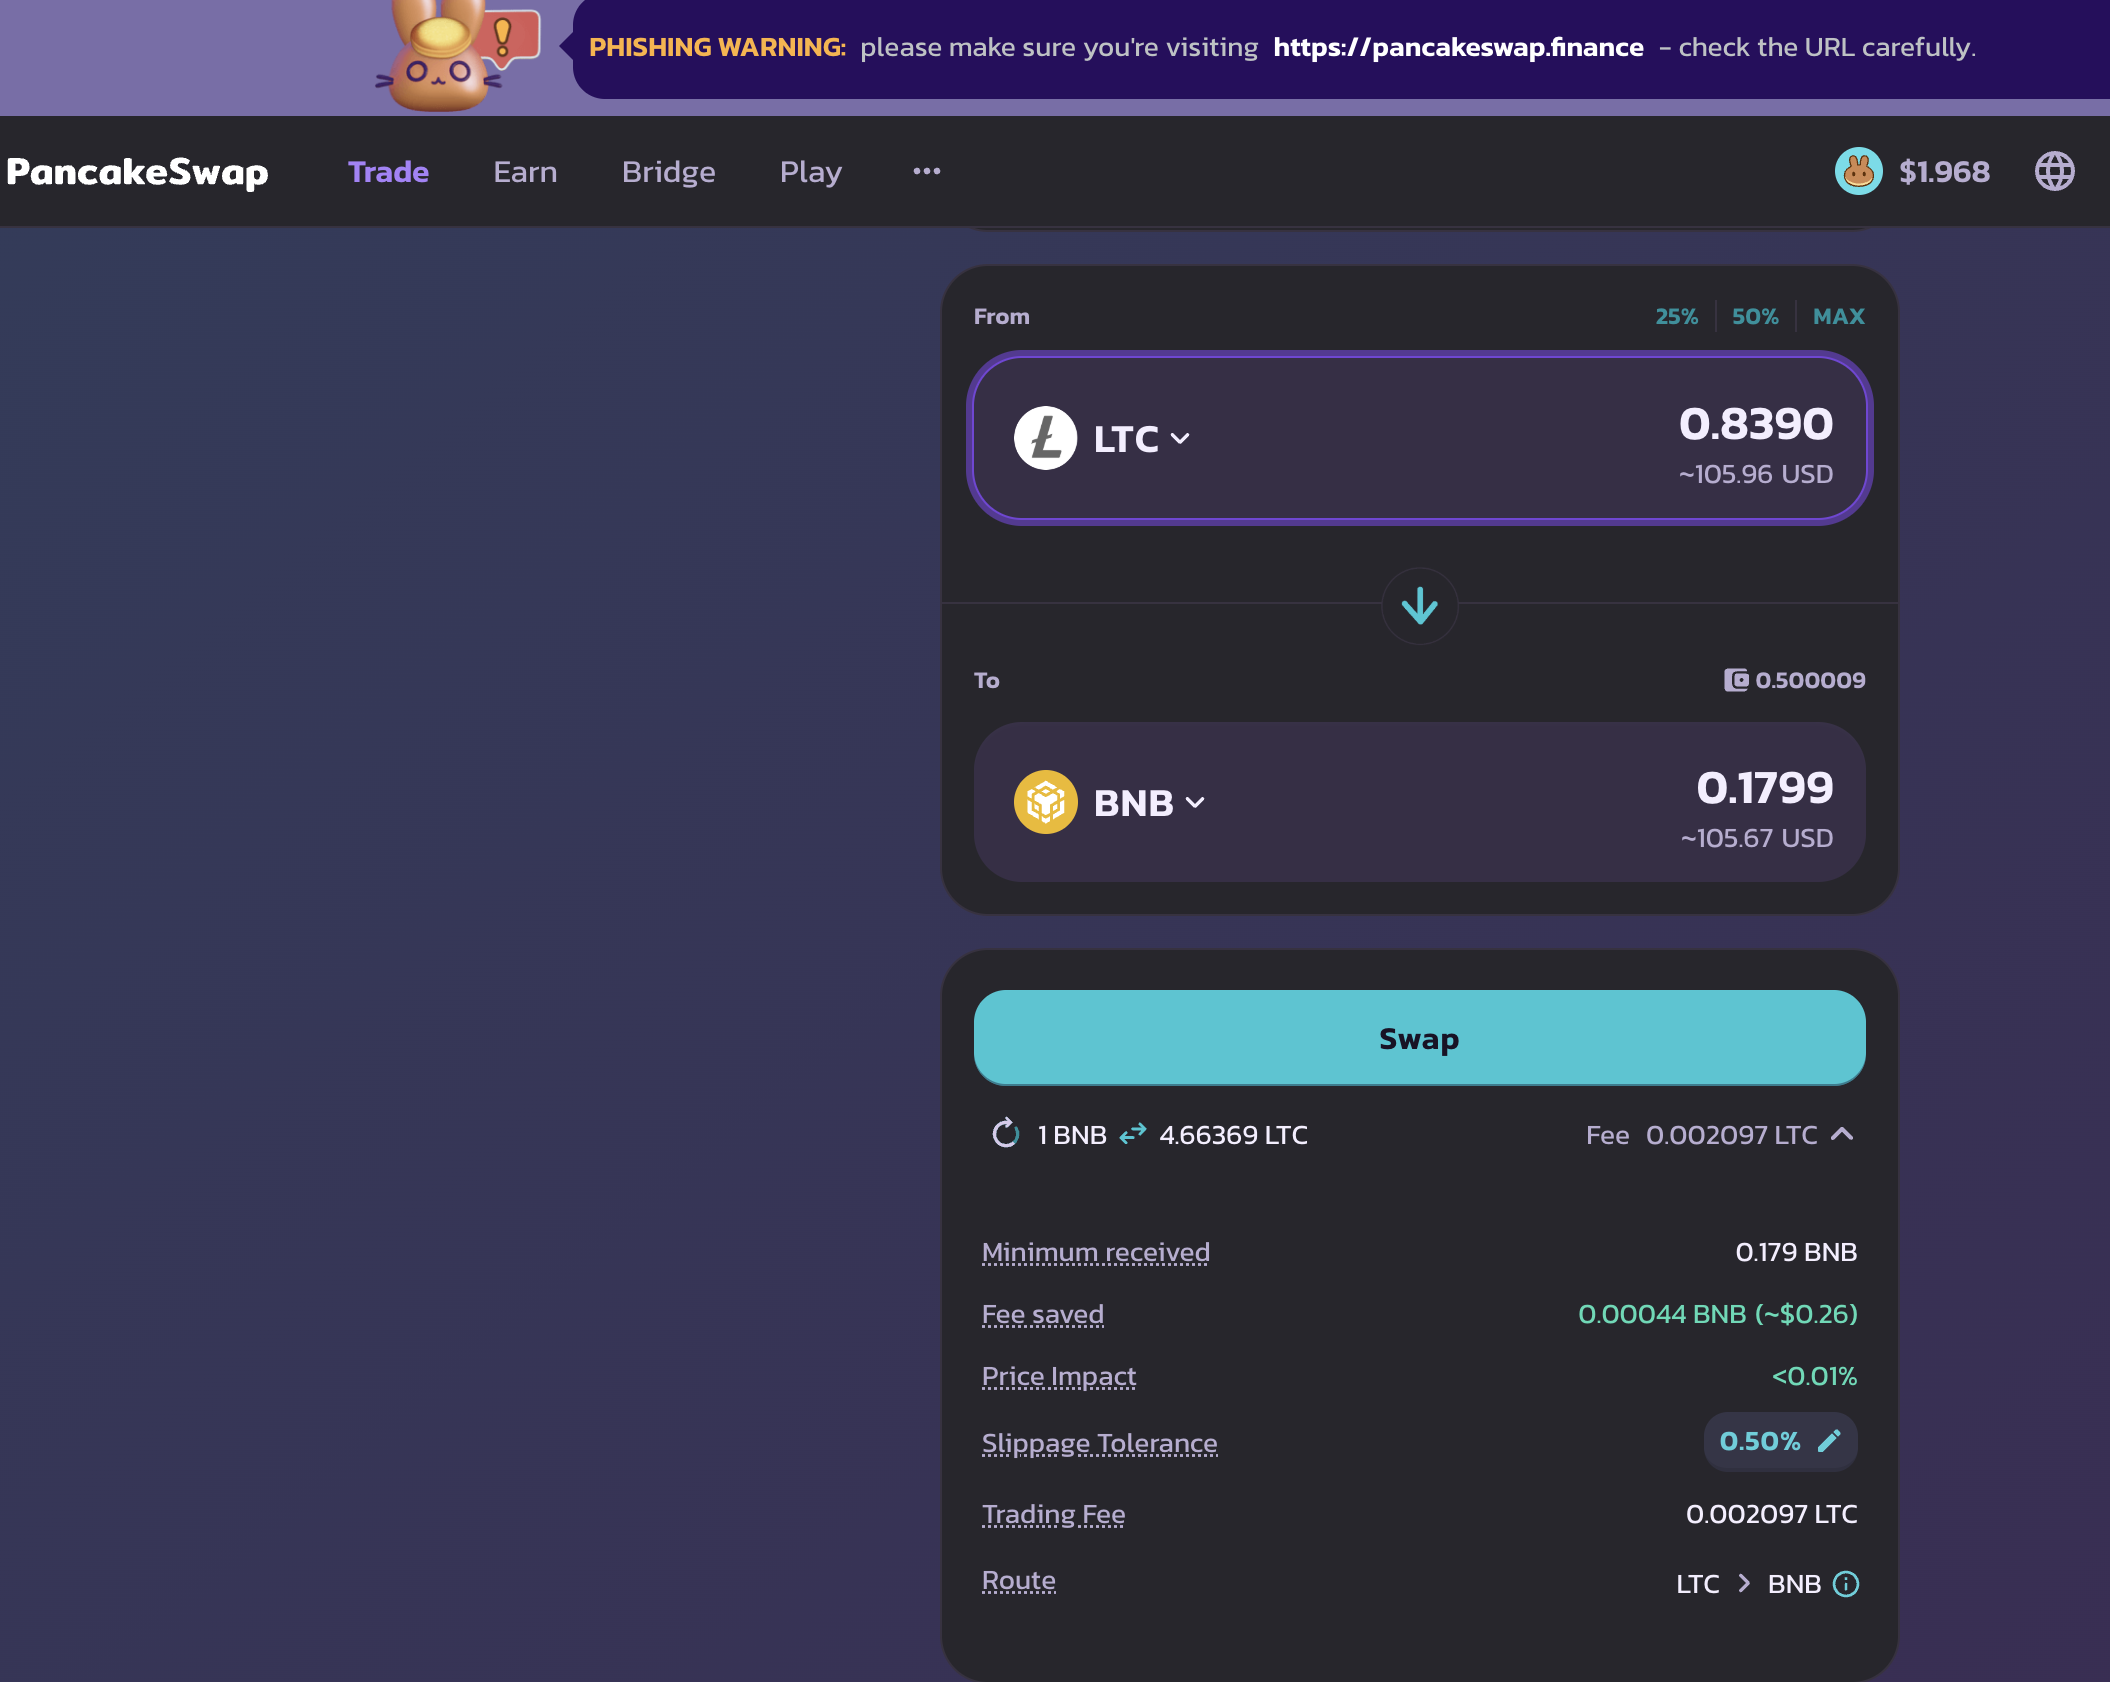 PHISHING WARNING: please make sure you're visiting https://pancakeswap.finance - check the URL carefully.
PancakeSwap Trade Earn Bridge Play ••• $1.968
From 25% 50% MAX
LTC 0.8390
~105.96 USD
To 0.500009
BNB 0.1799
~105.67 USD
Swap
1 BNB 4.66369 LTC Fee 0.002097 LTC
Minimum received 0.179 BNB
Fee saved 0.00044 BNB (~$0.26)
Price Impact <0.01%
Slippage Tolerance 0.50%
Trading Fee 0.002097 LTC
Route LTC > BNB